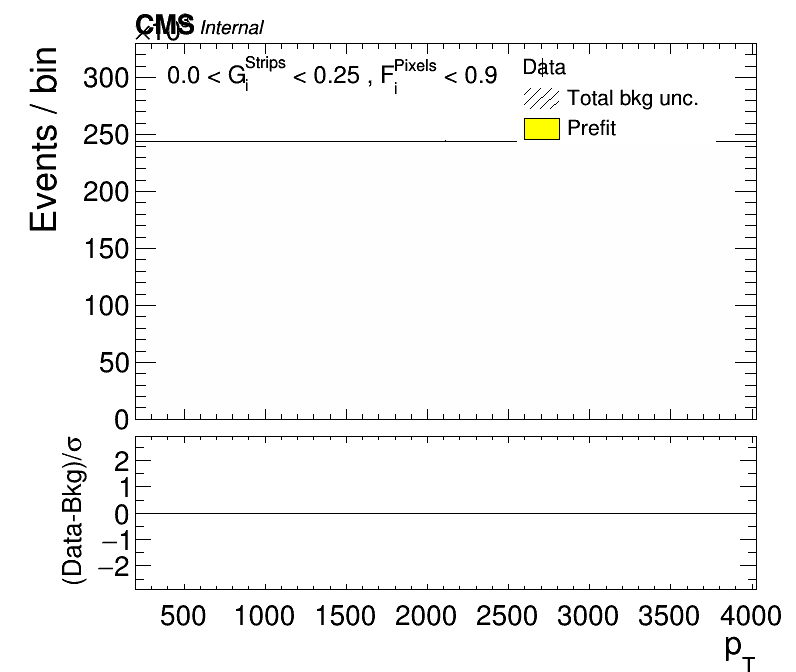 CMS Internal
0.0 < G_i^Strips < 0.25 , F_i^Pixels < 0.9
Data
Total bkg unc.
Prefit
Events / bin
300
250
200
150
100
50
0
(Data-Bkg)/σ
2
1
0
−1
−2
500 1000 1500 2000 2500 3000 3500 4000
p_T